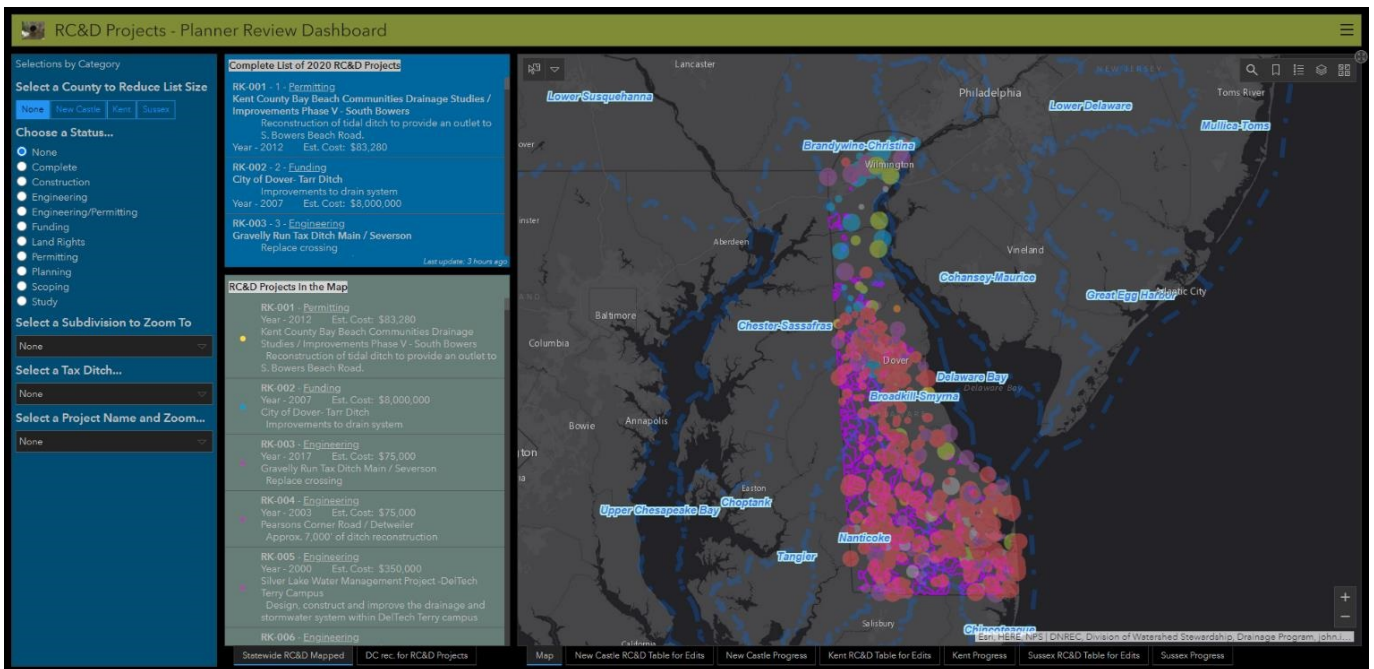 RC&D Projects - Planner Review Dashboard
Selections by Category
Select a County to Reduce List Size
None
New Castle
Kent
Sussex
Choose a Status...
None
Complete
Construction
Engineering
Engineering/Permitting
Funding
Land Rights
Permitting
Planning
Scoping
Study
Select a Subdivision to Zoom To
None
Select a Tax Ditch...
None
Select a Project Name and Zoom...
None
Complete List of 2020 RC&D Projects
RK-001 - 1 - Permitting
Kent County Bay Beach Communities Drainage Studies /
Improvements Phase V - South Bowers
Reconstruction of tidal ditch to provide an outlet to
S. Bowers Beach Road.
Year - 2012 Est. Cost: $83,280
RK-002 - 2 - Funding
City of Dover- Tarr Ditch
Improvements to drain system
Year - 2007 Est. Cost: $8,000,000
RK-003 - 3 - Engineering
Gravelly Run Tax Ditch Main / Severson
Replace crossing
Last update: 3 hours ago
RC&D Projects In the Map
RK-001 - Permitting
Year - 2012 Est. Cost: $83,280
Kent County Bay Beach Communities Drainage
Studies / Improvements Phase V - South Bowers
Reconstruction of tidal ditch to provide an outlet to
S. Bowers Beach Road.
RK-002 - Funding
Year - 2007 Est. Cost: $8,000,000
City of Dover- Tarr Ditch
Improvements to drain system
RK-003 - Engineering
Year - 2017 Est. Cost: $75,000
Gravelly Run Tax Ditch Main / Severson
Replace crossing
RK-004 - Engineering
Year - 2003 Est. Cost: $75,000
Pearsons Corner Road / Detweiler
Approx. 7,000' of ditch reconstruction
RK-005 - Engineering
Year - 2000 Est. Cost: $350,000
Silver Lake Water Management Project -DelTech
Terry Campus
Design, construct and improve the drainage and
stormwater system within DelTech Terry campus
RK-006 - Engineering
Statewide RC&D Mapped
DC rec. for RC&D Projects
Lancaster
NEW JERSEY
Lower Susquehanna
Philadelphia
Toms River
Lower Delaware
Mullica-Toms
over
Brandywine-Christina
Wilmington
inster
Aberdeen
Vineland
Cohansey-Maurice
Great Egg Harbor
Atlantic City
Baltimore
Chester-Sassafras
Columbia
Dover
Delaware Bay
Delaware Bay
Broadkill-Smyrna
Annapolis
Bowie
ton
ia
Easton
Choptank
Upper Chesapeake Bay
Nanticoke
Tangier
Salisbury
Chincoteague
California
Esri, HERE, NPS | DNREC, Division of Watershed Stewardship, Drainage Program, john.i...
Map
New Castle RC&D Table for Edits
New Castle Progress
Kent RC&D Table for Edits
Kent Progress
Sussex RC&D Table for Edits
Sussex Progress